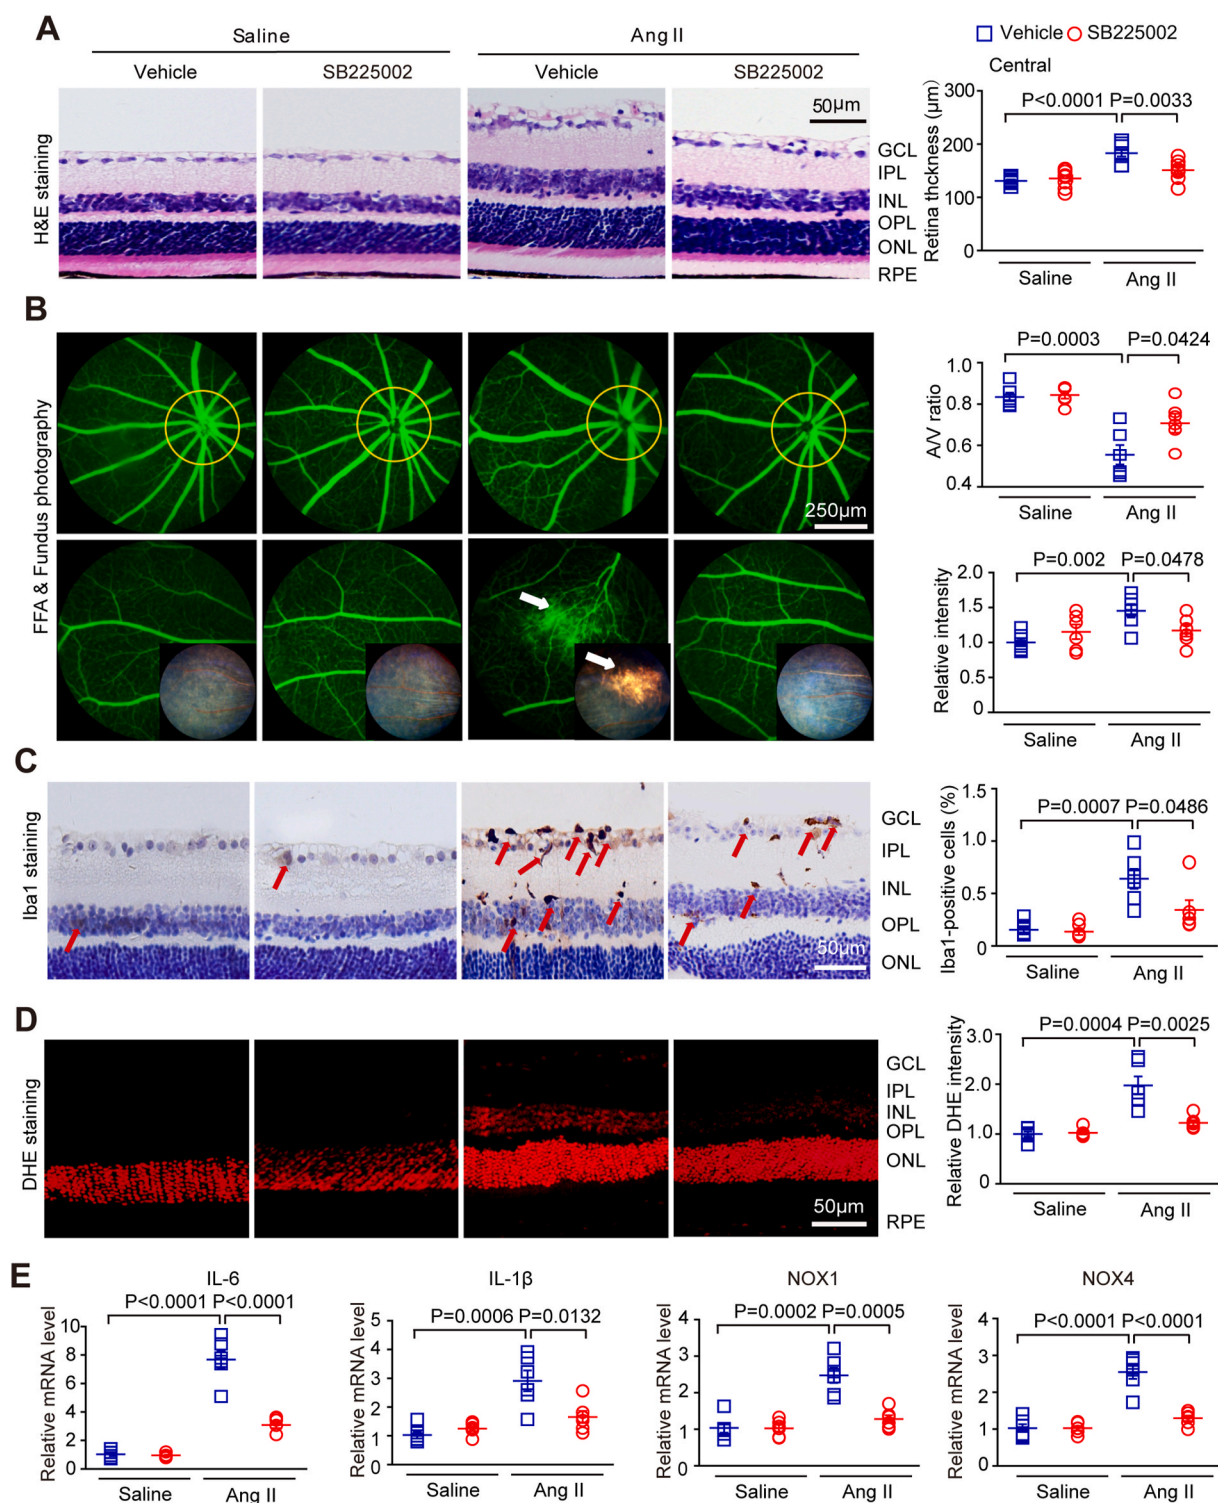 A
Saline
Ang II
Vehicle
SB225002
Vehicle
SB225002
H&E staining
50μm
GCL
IPL
INL
OPL
ONL
RPE
Vehicle SB225002
Central
Retina thckness (μm)
300
200
100
0
P<0.0001 P=0.0033
Saline Ang II
B
FFA & Fundus photography
250μm
A/V ratio
1.0
0.8
0.6
0.4
P=0.0003 P=0.0424
Saline Ang II
Relative intensity
2.0
1.5
1.0
0.5
0
P=0.002 P=0.0478
Saline Ang II
C
Iba1 staining
50μm
GCL
IPL
INL
OPL
ONL
Iba1-positive cells (%)
1.5
1.0
0.5
0
P=0.0007 P=0.0486
Saline Ang II
D
DHE staining
50μm
GCL
IPL
INL
OPL
ONL
RPE
Relative DHE intensity
3.0
2.0
1.0
0
P=0.0004 P=0.0025
Saline Ang II
E
IL-6
Relative mRNA level
10
8
6
4
2
0
P<0.0001 P<0.0001
Saline Ang II
IL-1β
Relative mRNA level
5
4
3
2
1
0
P=0.0006 P=0.0132
Saline Ang II
NOX1
Relative mRNA level
4
3
2
1
0
P=0.0002 P=0.0005
Saline Ang II
NOX4
Relative mRNA level
4
3
2
1
0
P<0.0001 P<0.0001
Saline Ang II